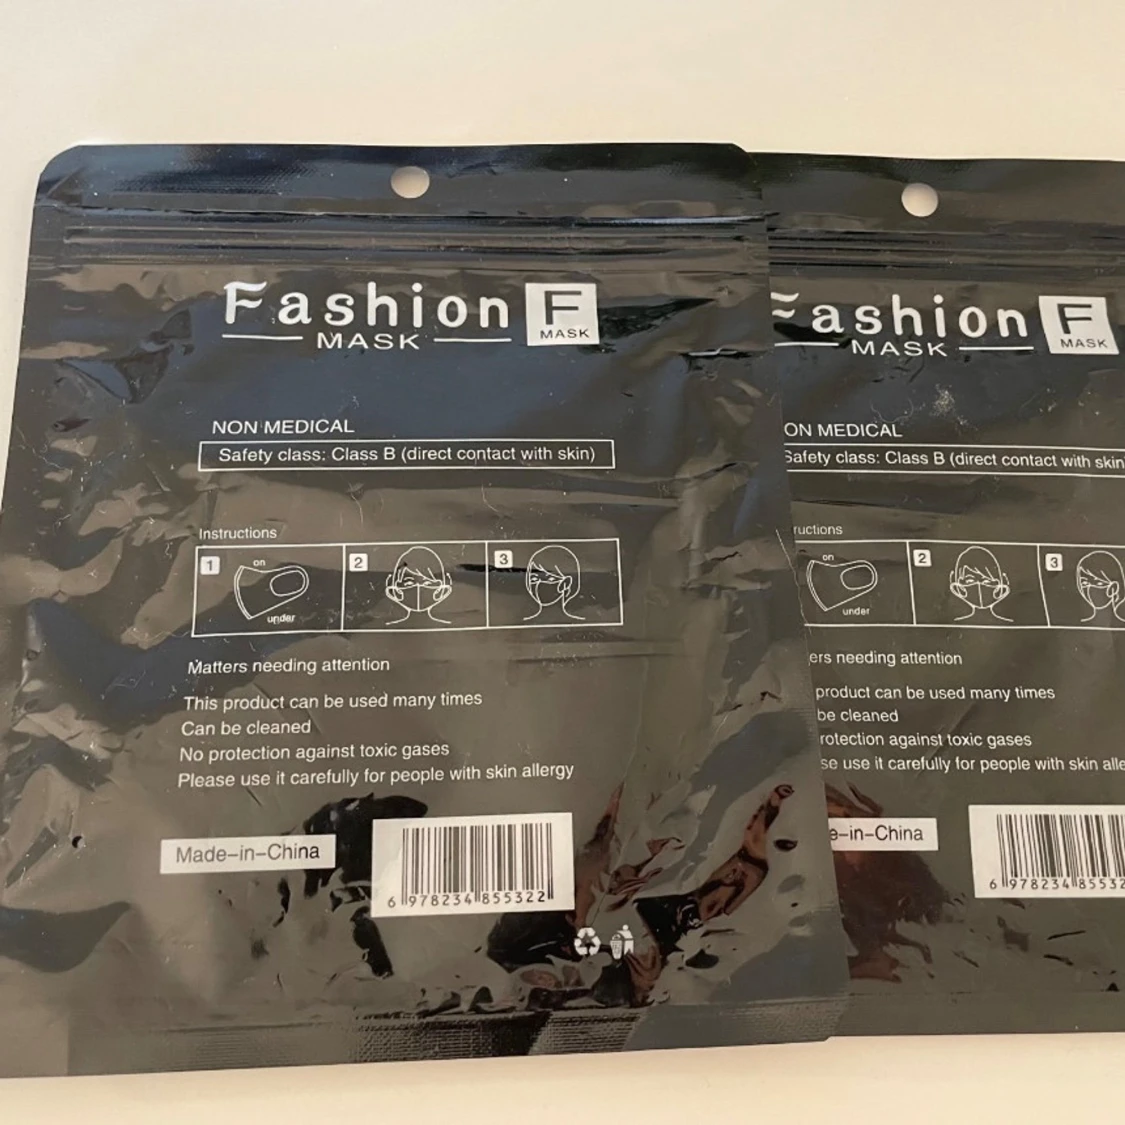 Fashion F
MASK MASK
NON MEDICAL
Safety class: Class B (direct contact with skin)
Instructions
1 on under 2 3
Matters needing attention
This product can be used many times
Can be cleaned
No protection against toxic gases
Please use it carefully for people with skin allergy
Made-in-China
6 978234 855322
Fashion F
MASK MASK
ON MEDICAL
Safety class: Class B (direct contact with skin
ructions
on under 2 3
ers needing attention
product can be used many times
be cleaned
rotection against toxic gases
se use it carefully for people with skin alle
e-in-China
6 978234 85532